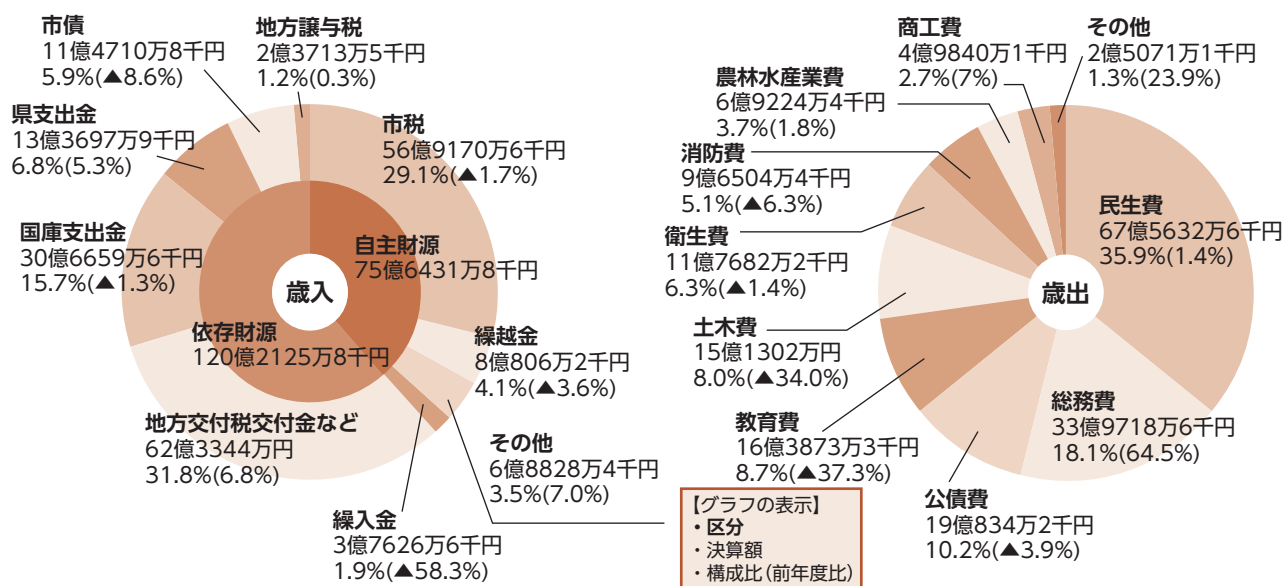 市債
11億4710万8千円
5.9%(▲8.6%)
地方譲与税
2億3713万5千円
1.2%(0.3%)
県支出金
13億3697万9千円
6.8%(5.3%)
市税
56億9170万6千円
29.1%(▲1.7%)
国庫支出金
30億6659万6千円
15.7%(▲1.3%)
自主財源
75億6431万8千円
歳入
依存財源
120億2125万8千円
繰越金
8億806万2千円
4.1%(▲3.6%)
地方交付税交付金など
62億3344万円
31.8%(6.8%)
その他
6億8828万4千円
3.5%(7.0%)
繰入金
3億7626万6千円
1.9%(▲58.3%)
商工費
4億9840万1千円
2.7%(7%)
その他
2億5071万1千円
1.3%(23.9%)
農林水産業費
6億9224万4千円
3.7%(1.8%)
消防費
9億6504万4千円
5.1%(▲6.3%)
民生費
67億5632万6千円
35.9%(1.4%)
衛生費
11億7682万2千円
6.3%(▲1.4%)
歳出
土木費
15億1302万円
8.0%(▲34.0%)
教育費
16億3873万3千円
8.7%(▲37.3%)
総務費
33億9718万6千円
18.1%(64.5%)
公債費
19億834万2千円
10.2%(▲3.9%)
【グラフの表示】
・区分
・決算額
・構成比(前年度比)